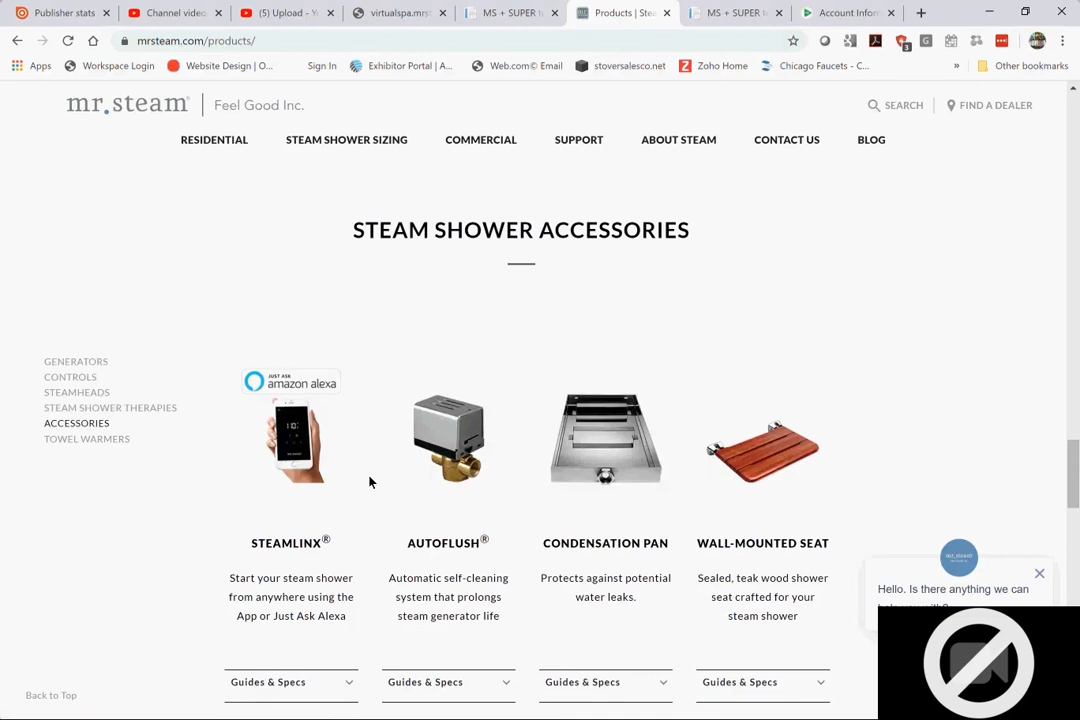 Publisher stats
Channel video
(5) Upload - Y
virtualspa.mrst
MS + SUPER t
Products | Stea
MS + SUPER t
Account Inform
mrsteam.com/products/
3
Apps
Workspace Login
Website Design | O...
Sign In
Exhibitor Portal | A...
Web.com© Email
stoversalesco.net
Zoho Home
Chicago Faucets - C...
»
Other bookmarks
mr.steam® Feel Good Inc.
SEARCH
FIND A DEALER
RESIDENTIAL
STEAM SHOWER SIZING
COMMERCIAL
SUPPORT
ABOUT STEAM
CONTACT US
BLOG
STEAM SHOWER ACCESSORIES
GENERATORS
CONTROLS
STEAMHEADS
STEAM SHOWER THERAPIES
ACCESSORIES
TOWEL WARMERS
JUST ASK
amazon alexa
STEAMLINX®
Start your steam shower
from anywhere using the
App or Just Ask Alexa
Guides & Specs
AUTOFLUSH®
Automatic self-cleaning
system that prolongs
steam generator life
Guides & Specs
CONDENSATION PAN
Protects against potential
water leaks.
Guides & Specs
WALL-MOUNTED SEAT
Sealed, teak wood shower
seat crafted for your
steam shower
Guides & Specs
Hello. Is there anything we can
Back to Top